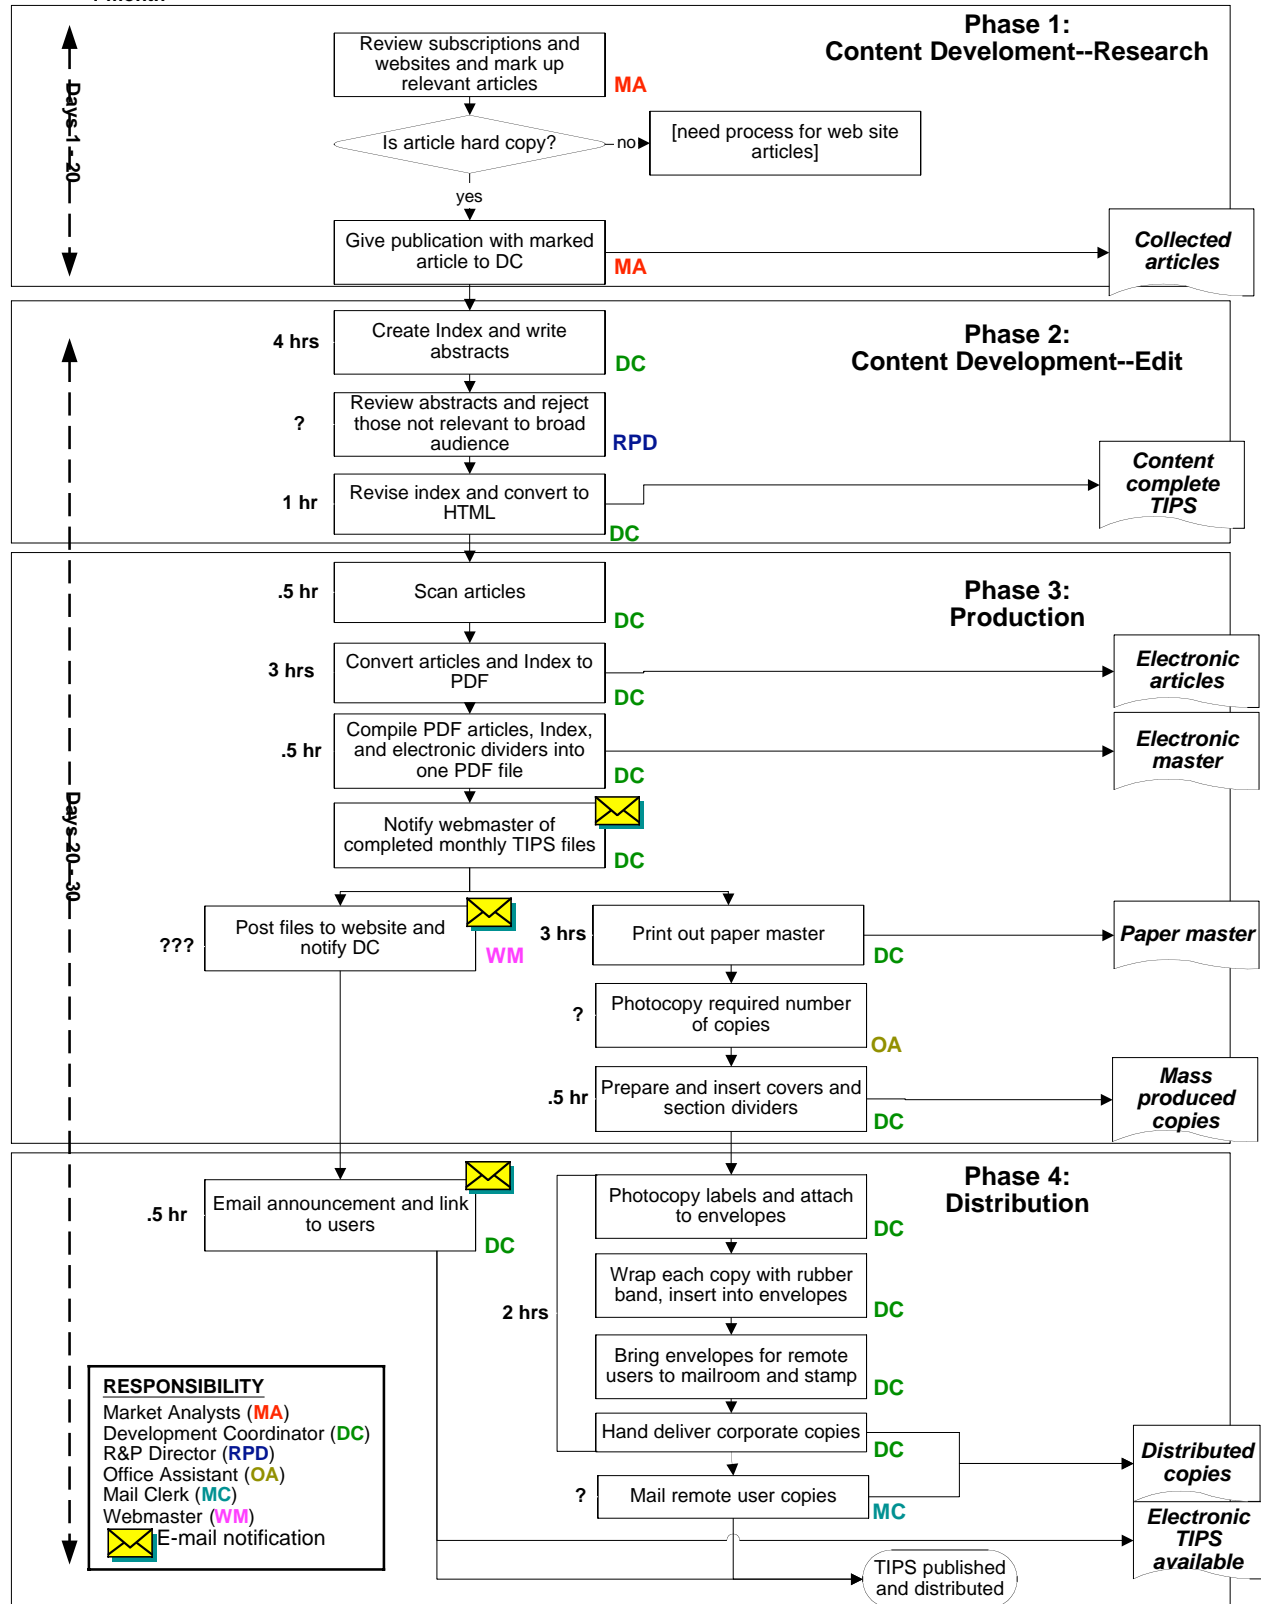 Phase 1:
Content Develoment--Research
Days 1 - 20
Review subscriptions and
websites and mark up
relevant articles
MA
Is article hard copy?
no
[need process for web site
articles]
yes
Give publication with marked
article to DC
MA
Collected
articles
Phase 2:
Content Development--Edit
Days 20 - 30
4 hrs
Create Index and write
abstracts
DC
?
Review abstracts and reject
those not relevant to broad
audience
RPD
1 hr
Revise index and convert to
HTML
DC
Content
complete
TIPS
Phase 3:
Production
.5 hr
Scan articles
DC
3 hrs
Convert articles and Index to
PDF
DC
Electronic
articles
.5 hr
Compile PDF articles, Index,
and electronic dividers into
one PDF file
DC
Electronic
master
Notify webmaster of
completed monthly TIPS files
DC
???
Post files to website and
notify DC
WM
3 hrs
Print out paper master
DC
Paper master
?
Photocopy required number
of copies
OA
.5 hr
Prepare and insert covers and
section dividers
DC
Mass
produced
copies
Phase 4:
Distribution
.5 hr
Email announcement and link
to users
DC
2 hrs
Photocopy labels and attach
to envelopes
DC
Wrap each copy with rubber
band, insert into envelopes
DC
Bring envelopes for remote
users to mailroom and stamp
DC
Hand deliver corporate copies
DC
?
Mail remote user copies
MC
Distributed
copies
Electronic
TIPS
available
TIPS published
and distributed
RESPONSIBILITY
Market Analysts (MA)
Development Coordinator (DC)
R&P Director (RPD)
Office Assistant (OA)
Mail Clerk (MC)
Webmaster (WM)
E-mail notification